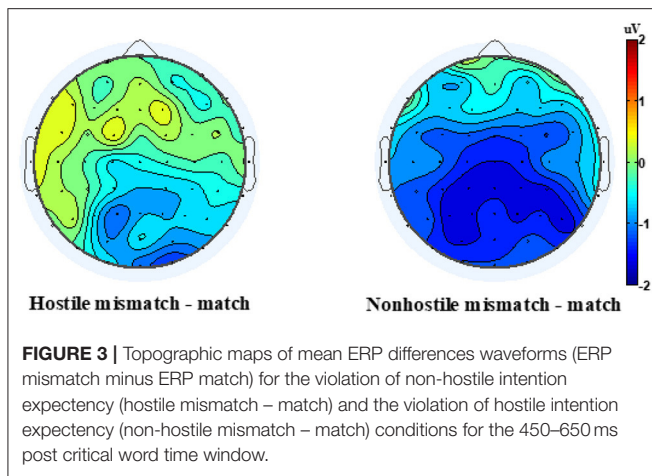 uV
2
1
0
-1
-2
Hostile mismatch - match
Nonhostile mismatch - match
FIGURE 3 | Topographic maps of mean ERP differences waveforms (ERP
mismatch minus ERP match) for the violation of non-hostile intention
expectency (hostile mismatch – match) and the violation of hostile intention
expectency (non-hostile mismatch – match) conditions for the 450–650 ms
post critical word time window.